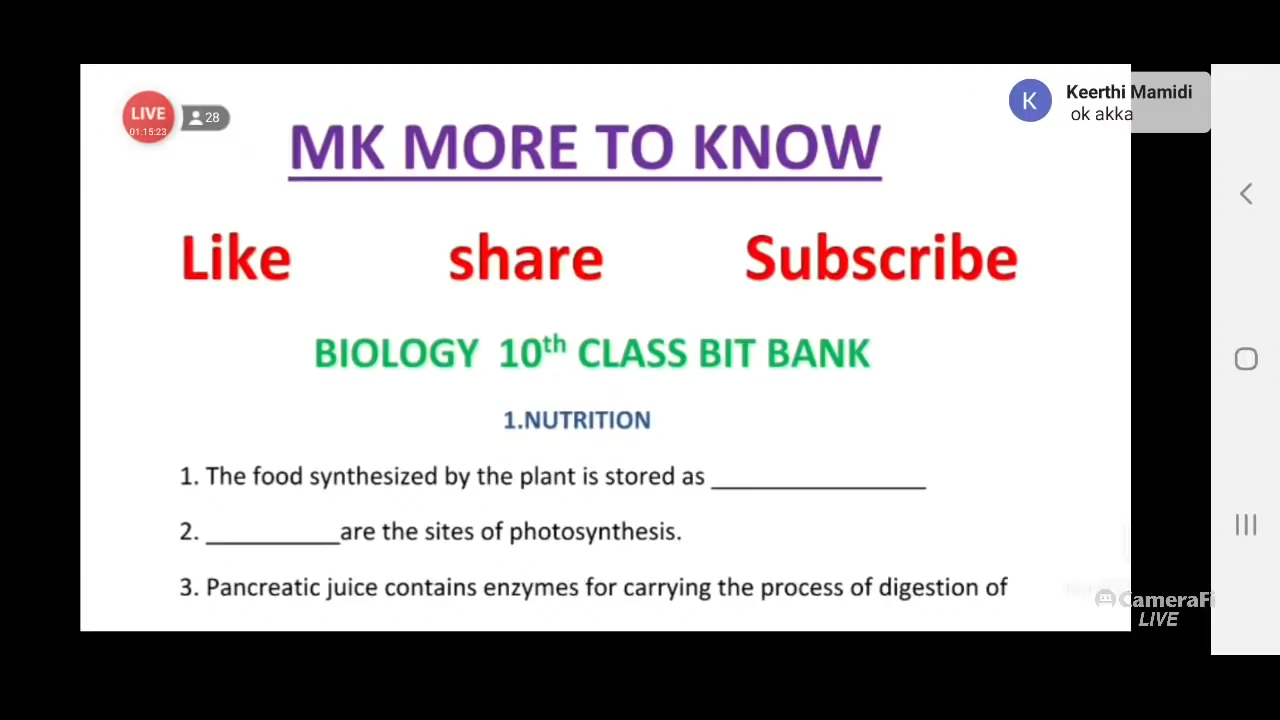 LIVE
01:15:23
28
Keerthi Mamidi
ok akka
MK MORE TO KNOW
Like share Subscribe
BIOLOGY 10th CLASS BIT BANK
1.NUTRITION
1. The food synthesized by the plant is stored as ________________
2. __________are the sites of photosynthesis.
3. Pancreatic juice contains enzymes for carrying the process of digestion of
CameraFi
LIVE